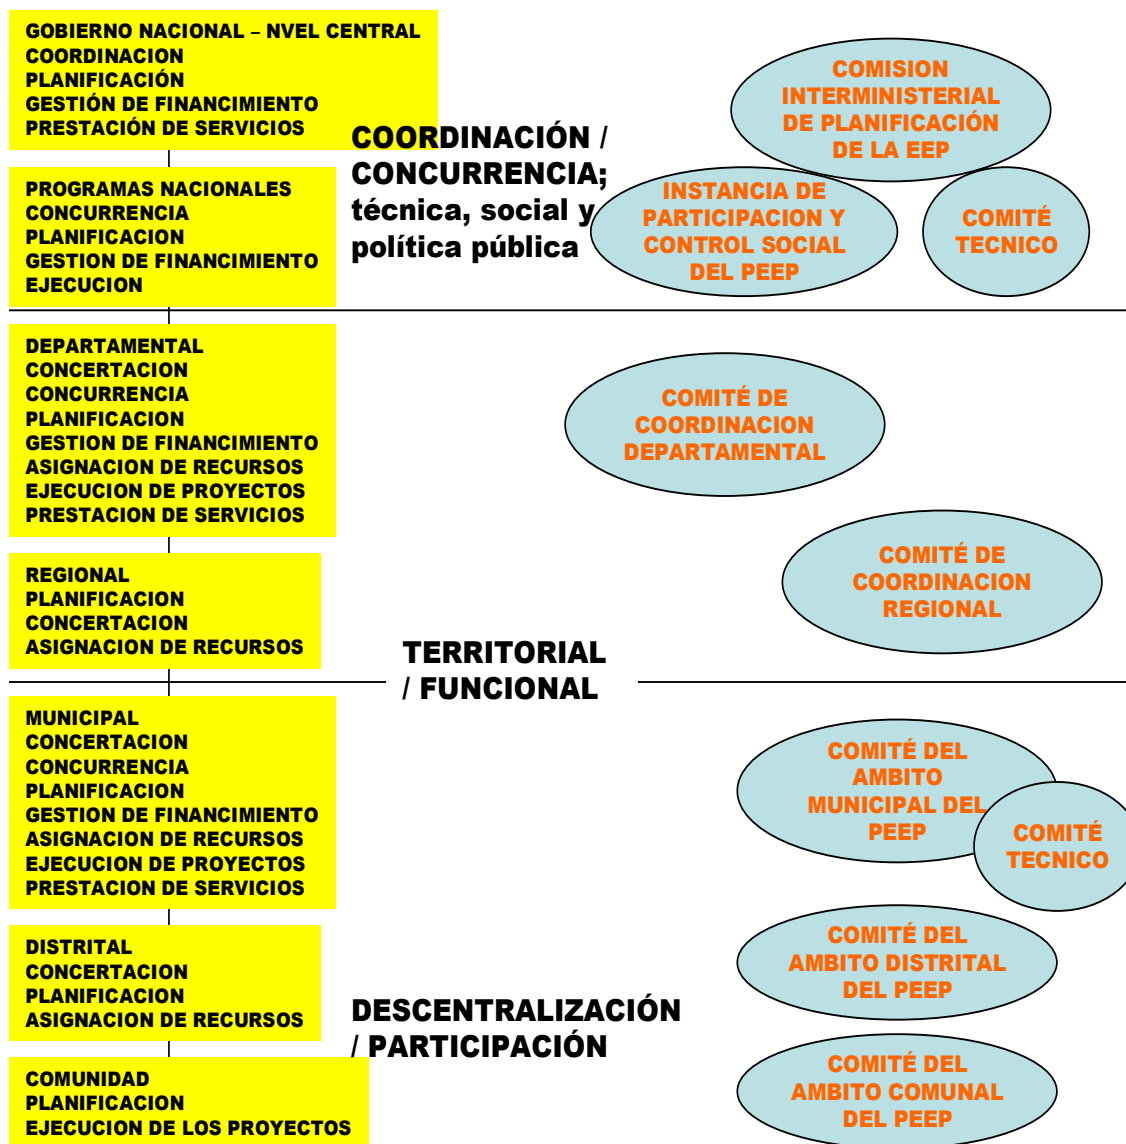 GOBIERNO NACIONAL – NVEL CENTRAL
COORDINACION
PLANIFICACIÓN
GESTIÓN DE FINANCIMIENTO
PRESTACIÓN DE SERVICIOS
COORDINACIÓN /
CONCURRENCIA;
técnica, social y
política pública
COMISION
INTERMINISTERIAL
DE PLANIFICACIÓN
DE LA EEP
PROGRAMAS NACIONALES
CONCURRENCIA
PLANIFICACION
GESTION DE FINANCIMIENTO
EJECUCION
INSTANCIA DE
PARTICIPACION Y
CONTROL SOCIAL
DEL PEEP
COMITÉ
TECNICO
DEPARTAMENTAL
CONCERTACION
CONCURRENCIA
PLANIFICACION
GESTION DE FINANCIMIENTO
ASIGNACION DE RECURSOS
EJECUCION DE PROYECTOS
PRESTACION DE SERVICIOS
COMITÉ DE
COORDINACION
DEPARTAMENTAL
REGIONAL
PLANIFICACION
CONCERTACION
ASIGNACION DE RECURSOS
COMITÉ DE
COORDINACION
REGIONAL
TERRITORIAL
/ FUNCIONAL
MUNICIPAL
CONCERTACION
CONCURRENCIA
PLANIFICACION
GESTION DE FINANCIMIENTO
ASIGNACION DE RECURSOS
EJECUCION DE PROYECTOS
PRESTACION DE SERVICIOS
COMITÉ DEL
AMBITO
MUNICIPAL DEL
PEEP
COMITÉ
TECNICO
DISTRITAL
CONCERTACION
PLANIFICACION
ASIGNACION DE RECURSOS
COMITÉ DEL
AMBITO DISTRITAL
DEL PEEP
DESCENTRALIZACIÓN
/ PARTICIPACIÓN
COMUNIDAD
PLANIFICACION
EJECUCION DE LOS PROYECTOS
COMITÉ DEL
AMBITO COMUNAL
DEL PEEP